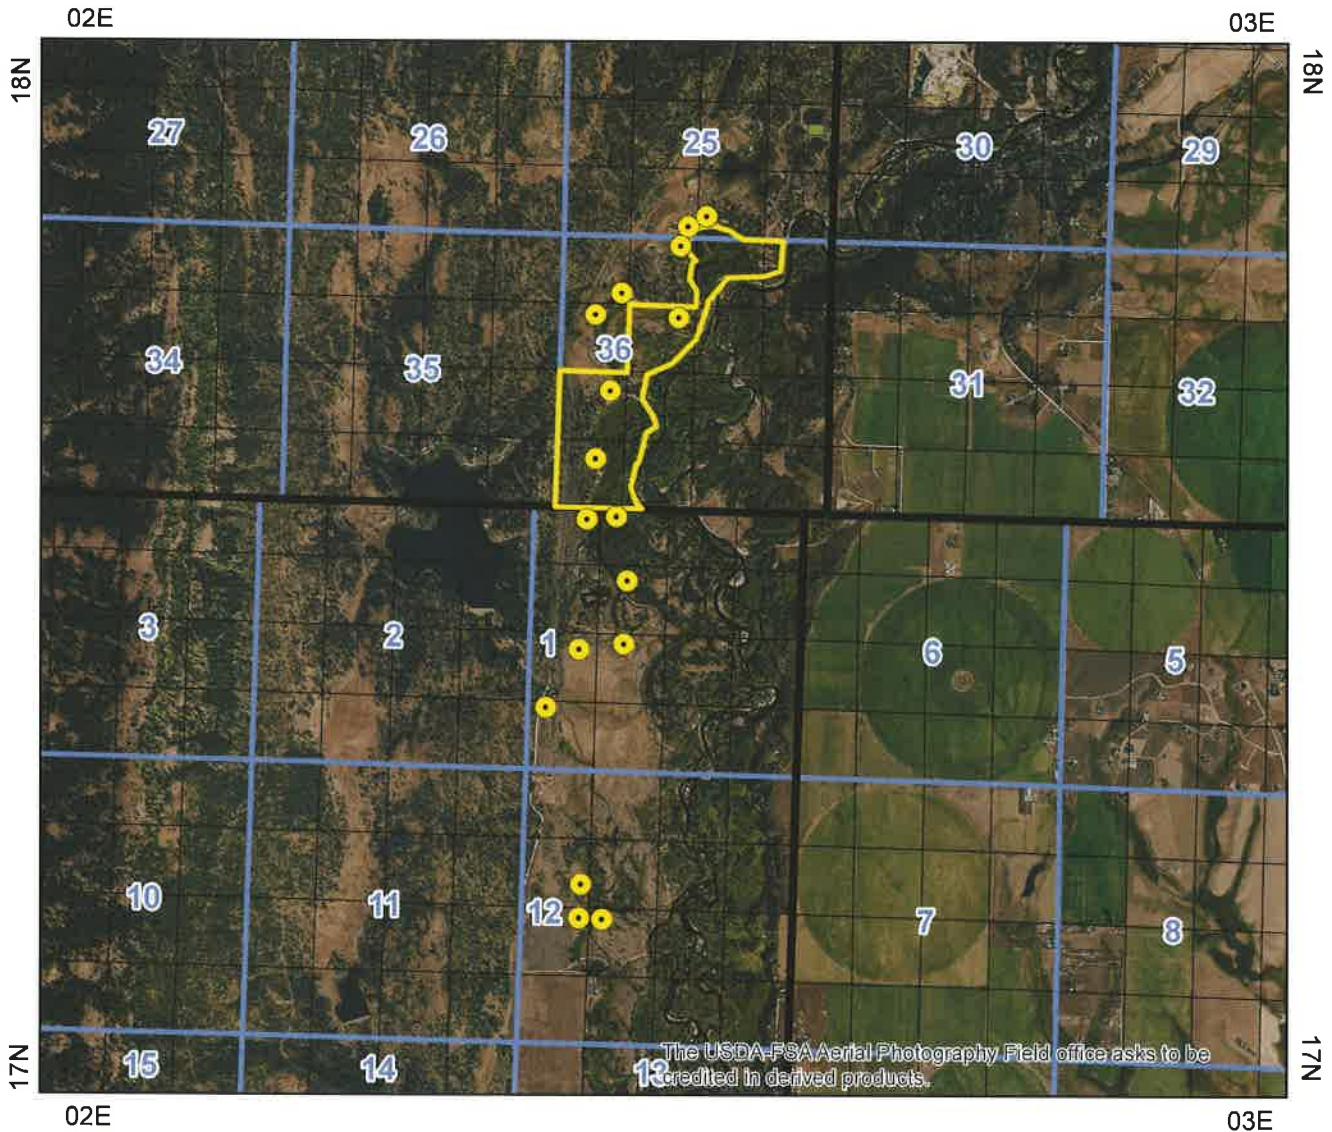 02E
03E
18N
18N
27
26
25
30
29
34
35
36
31
32
3
2
1
6
5
10
11
12
7
8
15
14
13
The USDA-FSA Aerial Photography Field office asks to be
credited in derived products.
17N
17N
02E
03E